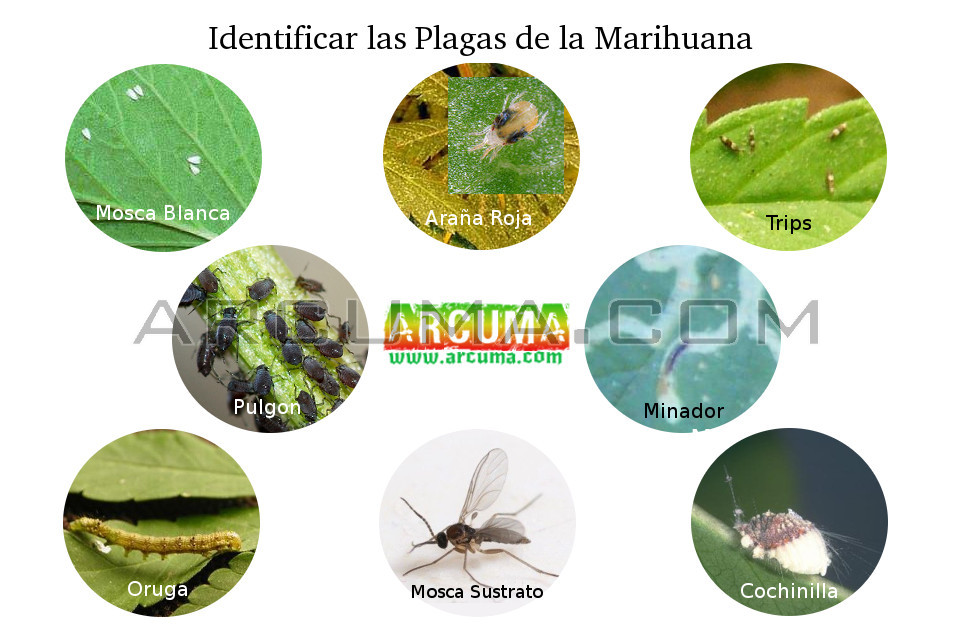 Identificar las Plagas de la Marihuana
Mosca Blanca
Araña Roja
Trips
ARCUMA.COM
ARCUMA
www.arcuma.com
Pulgon
Minador
Oruga
Mosca Sustrato
Cochinilla